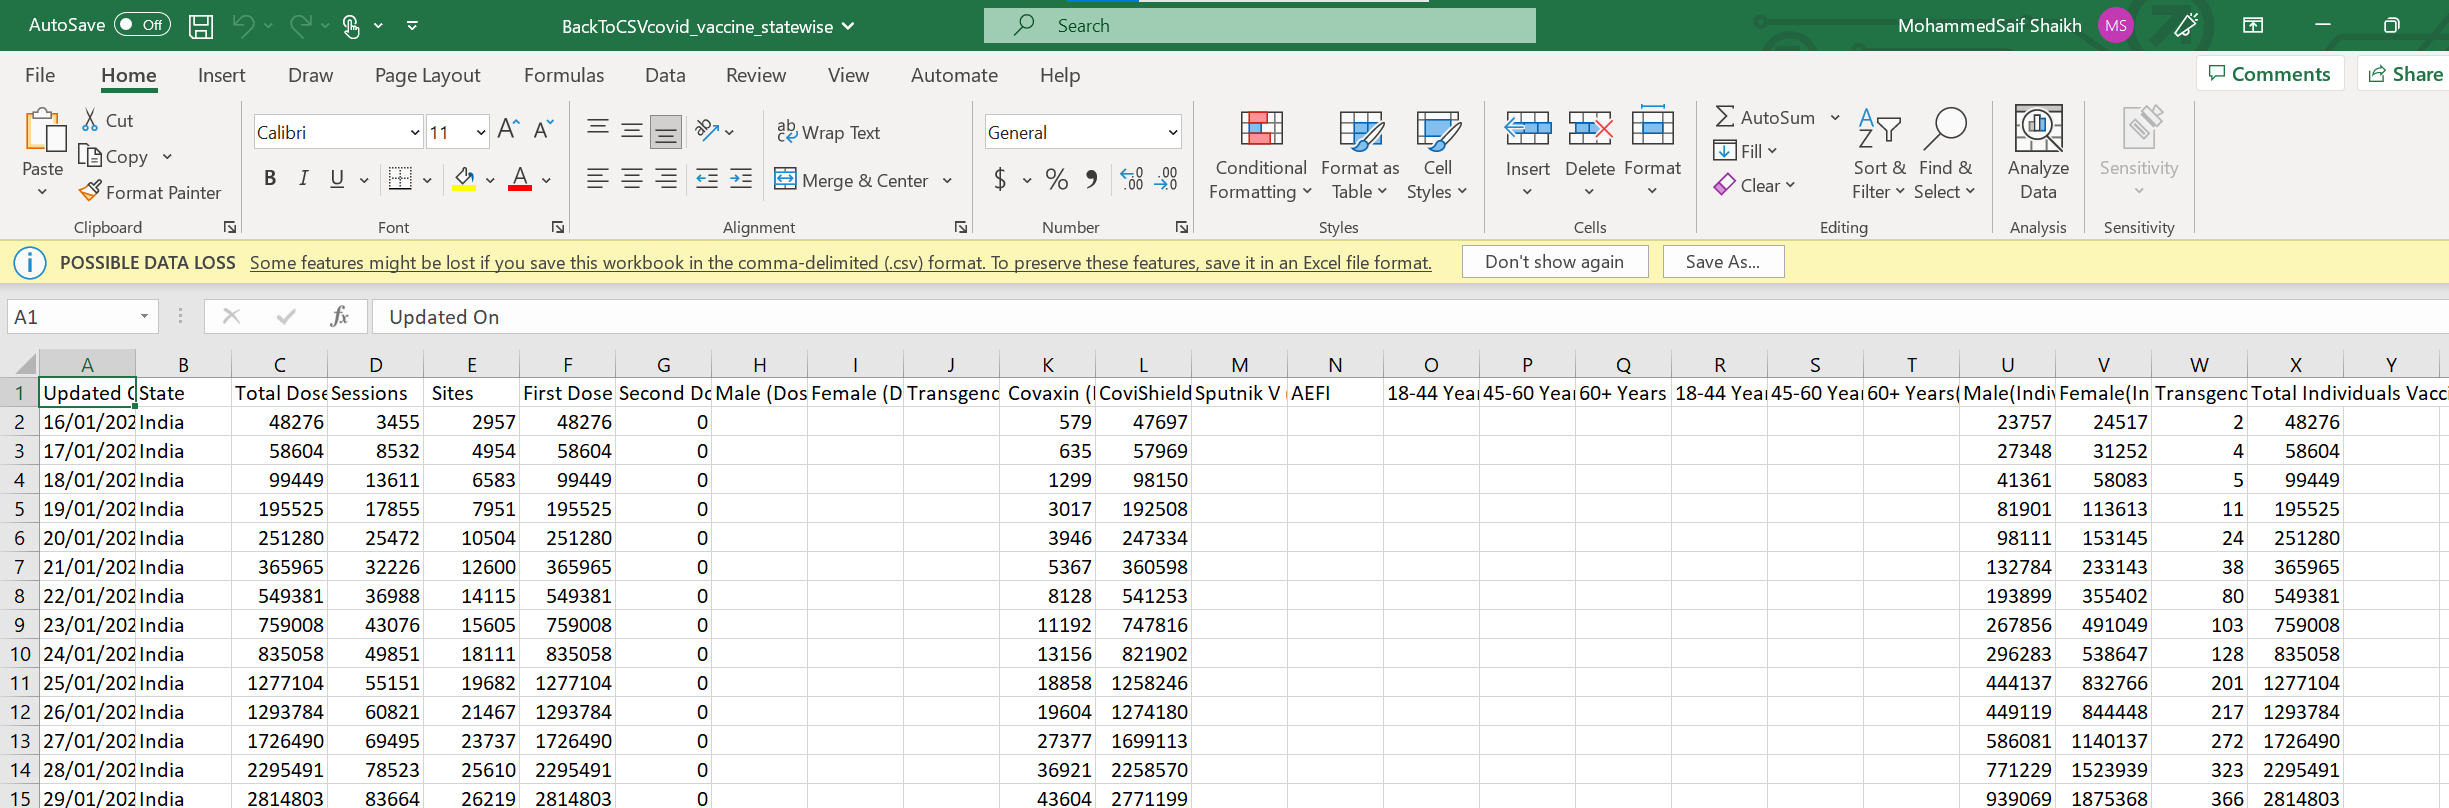 AutoSave Off BackToCSVcovid_vaccine_statewise Search MohammedSaif Shaikh MS
File Home Insert Draw Page Layout Formulas Data Review View Automate Help Comments Share
Paste Cut Copy Format Painter Clipboard
Calibri 11 A A B I U A Font
ab Wrap Text Merge & Center Alignment
General $ % 9 Number
Conditional Formatting Format as Table Cell Styles Styles
Insert Delete Format Cells
AutoSum Fill Clear Sort & Filter Find & Select Editing
Analyze Data Analysis
Sensitivity Sensitivity
POSSIBLE DATA LOSS Some features might be lost if you save this workbook in the comma-delimited (.csv) format. To preserve these features, save it in an Excel file format. Don't show again Save As...
A1 fx Updated On
A B C D E F G H I J K L M N O P Q R S T U V W X Y
1 Updated O State Total Dose Sessions Sites First Dose Second Do Male (Dos Female (D Transgend Covaxin ( CoviShield Sputnik V AEFI 18-44 Yea 45-60 Yea 60+ Years 18-44 Yea 45-60 Yea 60+ Years( Male(Indiv Female(In Transgend Total Individuals Vacci
2 16/01/202 India 48276 3455 2957 48276 0 579 47697 23757 24517 2 48276
3 17/01/202 India 58604 8532 4954 58604 0 635 57969 27348 31252 4 58604
4 18/01/202 India 99449 13611 6583 99449 0 1299 98150 41361 58083 5 99449
5 19/01/202 India 195525 17855 7951 195525 0 3017 192508 81901 113613 11 195525
6 20/01/202 India 251280 25472 10504 251280 0 3946 247334 98111 153145 24 251280
7 21/01/202 India 365965 32226 12600 365965 0 5367 360598 132784 233143 38 365965
8 22/01/202 India 549381 36988 14115 549381 0 8128 541253 193899 355402 80 549381
9 23/01/202 India 759008 43076 15605 759008 0 11192 747816 267856 491049 103 759008
10 24/01/202 India 835058 49851 18111 835058 0 13156 821902 296283 538647 128 835058
11 25/01/202 India 1277104 55151 19682 1277104 0 18858 1258246 444137 832766 201 1277104
12 26/01/202 India 1293784 60821 21467 1293784 0 19604 1274180 449119 844448 217 1293784
13 27/01/202 India 1726490 69495 23737 1726490 0 27377 1699113 586081 1140137 272 1726490
14 28/01/202 India 2295491 78523 25610 2295491 0 36921 2258570 771229 1523939 323 2295491
15 29/01/202 India 2814803 83664 26219 2814803 0 43604 2771199 939069 1875368 366 2814803